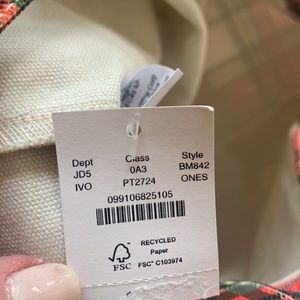 Dept Class Style
JD5 0A3 BM842
IVO PT2724 ONES
099106825105
RECYCLED
Paper
FSC FSC® C103974